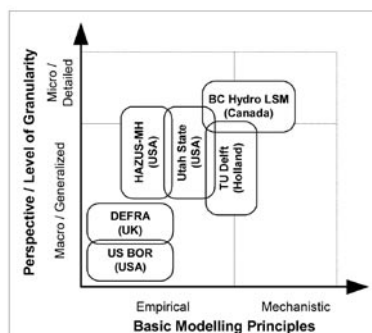 Perspective / Level of Granularity
Micro /
Detailed
Macro / Generalized
BC Hydro LSM
(Canada)
HAZUS-MH
(USA)
Utah State
(USA)
TU Delft
(Holland)
DEFRA
(UK)
US BOR
(USA)
Empirical
Mechanistic
Basic Modelling Principles